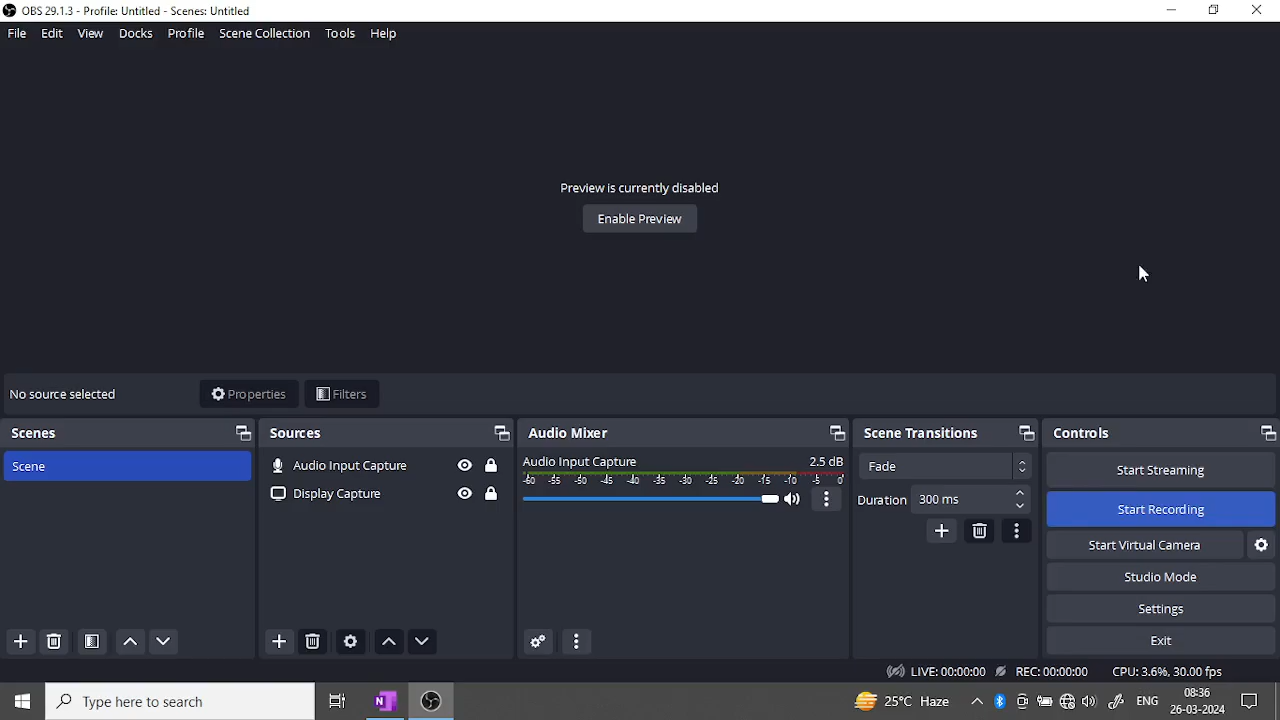 OBS 29.1.3 - Profile: Untitled - Scenes: Untitled
File Edit View Docks Profile Scene Collection Tools Help
Preview is currently disabled
Enable Preview
No source selected Properties Filters
Scenes
Scene
Sources
Audio Input Capture
Display Capture
Audio Mixer
Audio Input Capture 2.5 dB
-60 -55 -50 -45 -40 -35 -30 -25 -20 -15 -10 -5 0
Scene Transitions
Fade
Duration 300 ms
Controls
Start Streaming
Start Recording
Start Virtual Camera
Studio Mode
Settings
Exit
LIVE: 00:00:00 REC: 00:00:00 CPU: 3.6%, 30.00 fps
Type here to search
25°C Haze
ENG
08:36
26-03-2024